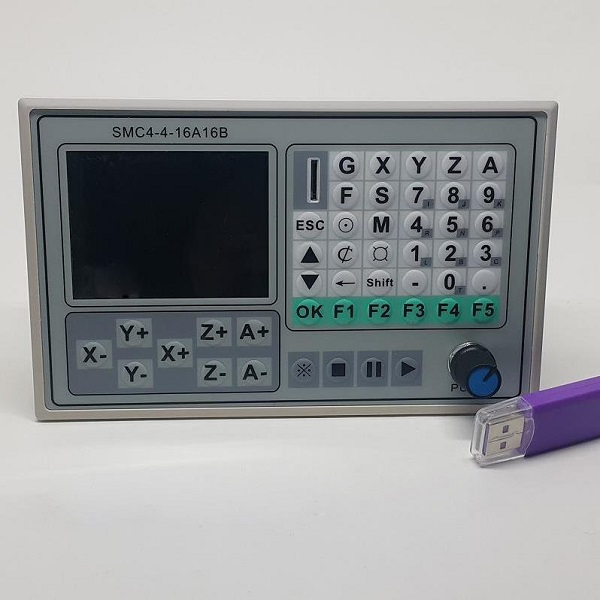 SMC4-4-16A16B
G X Y Z A
F S 7 8 9
ESC M 4 5 6
1 2 3
Shift - 0 .
OK F1 F2 F3 F4 F5
Y+ Z+ A+
X- X+
Y- Z- A-